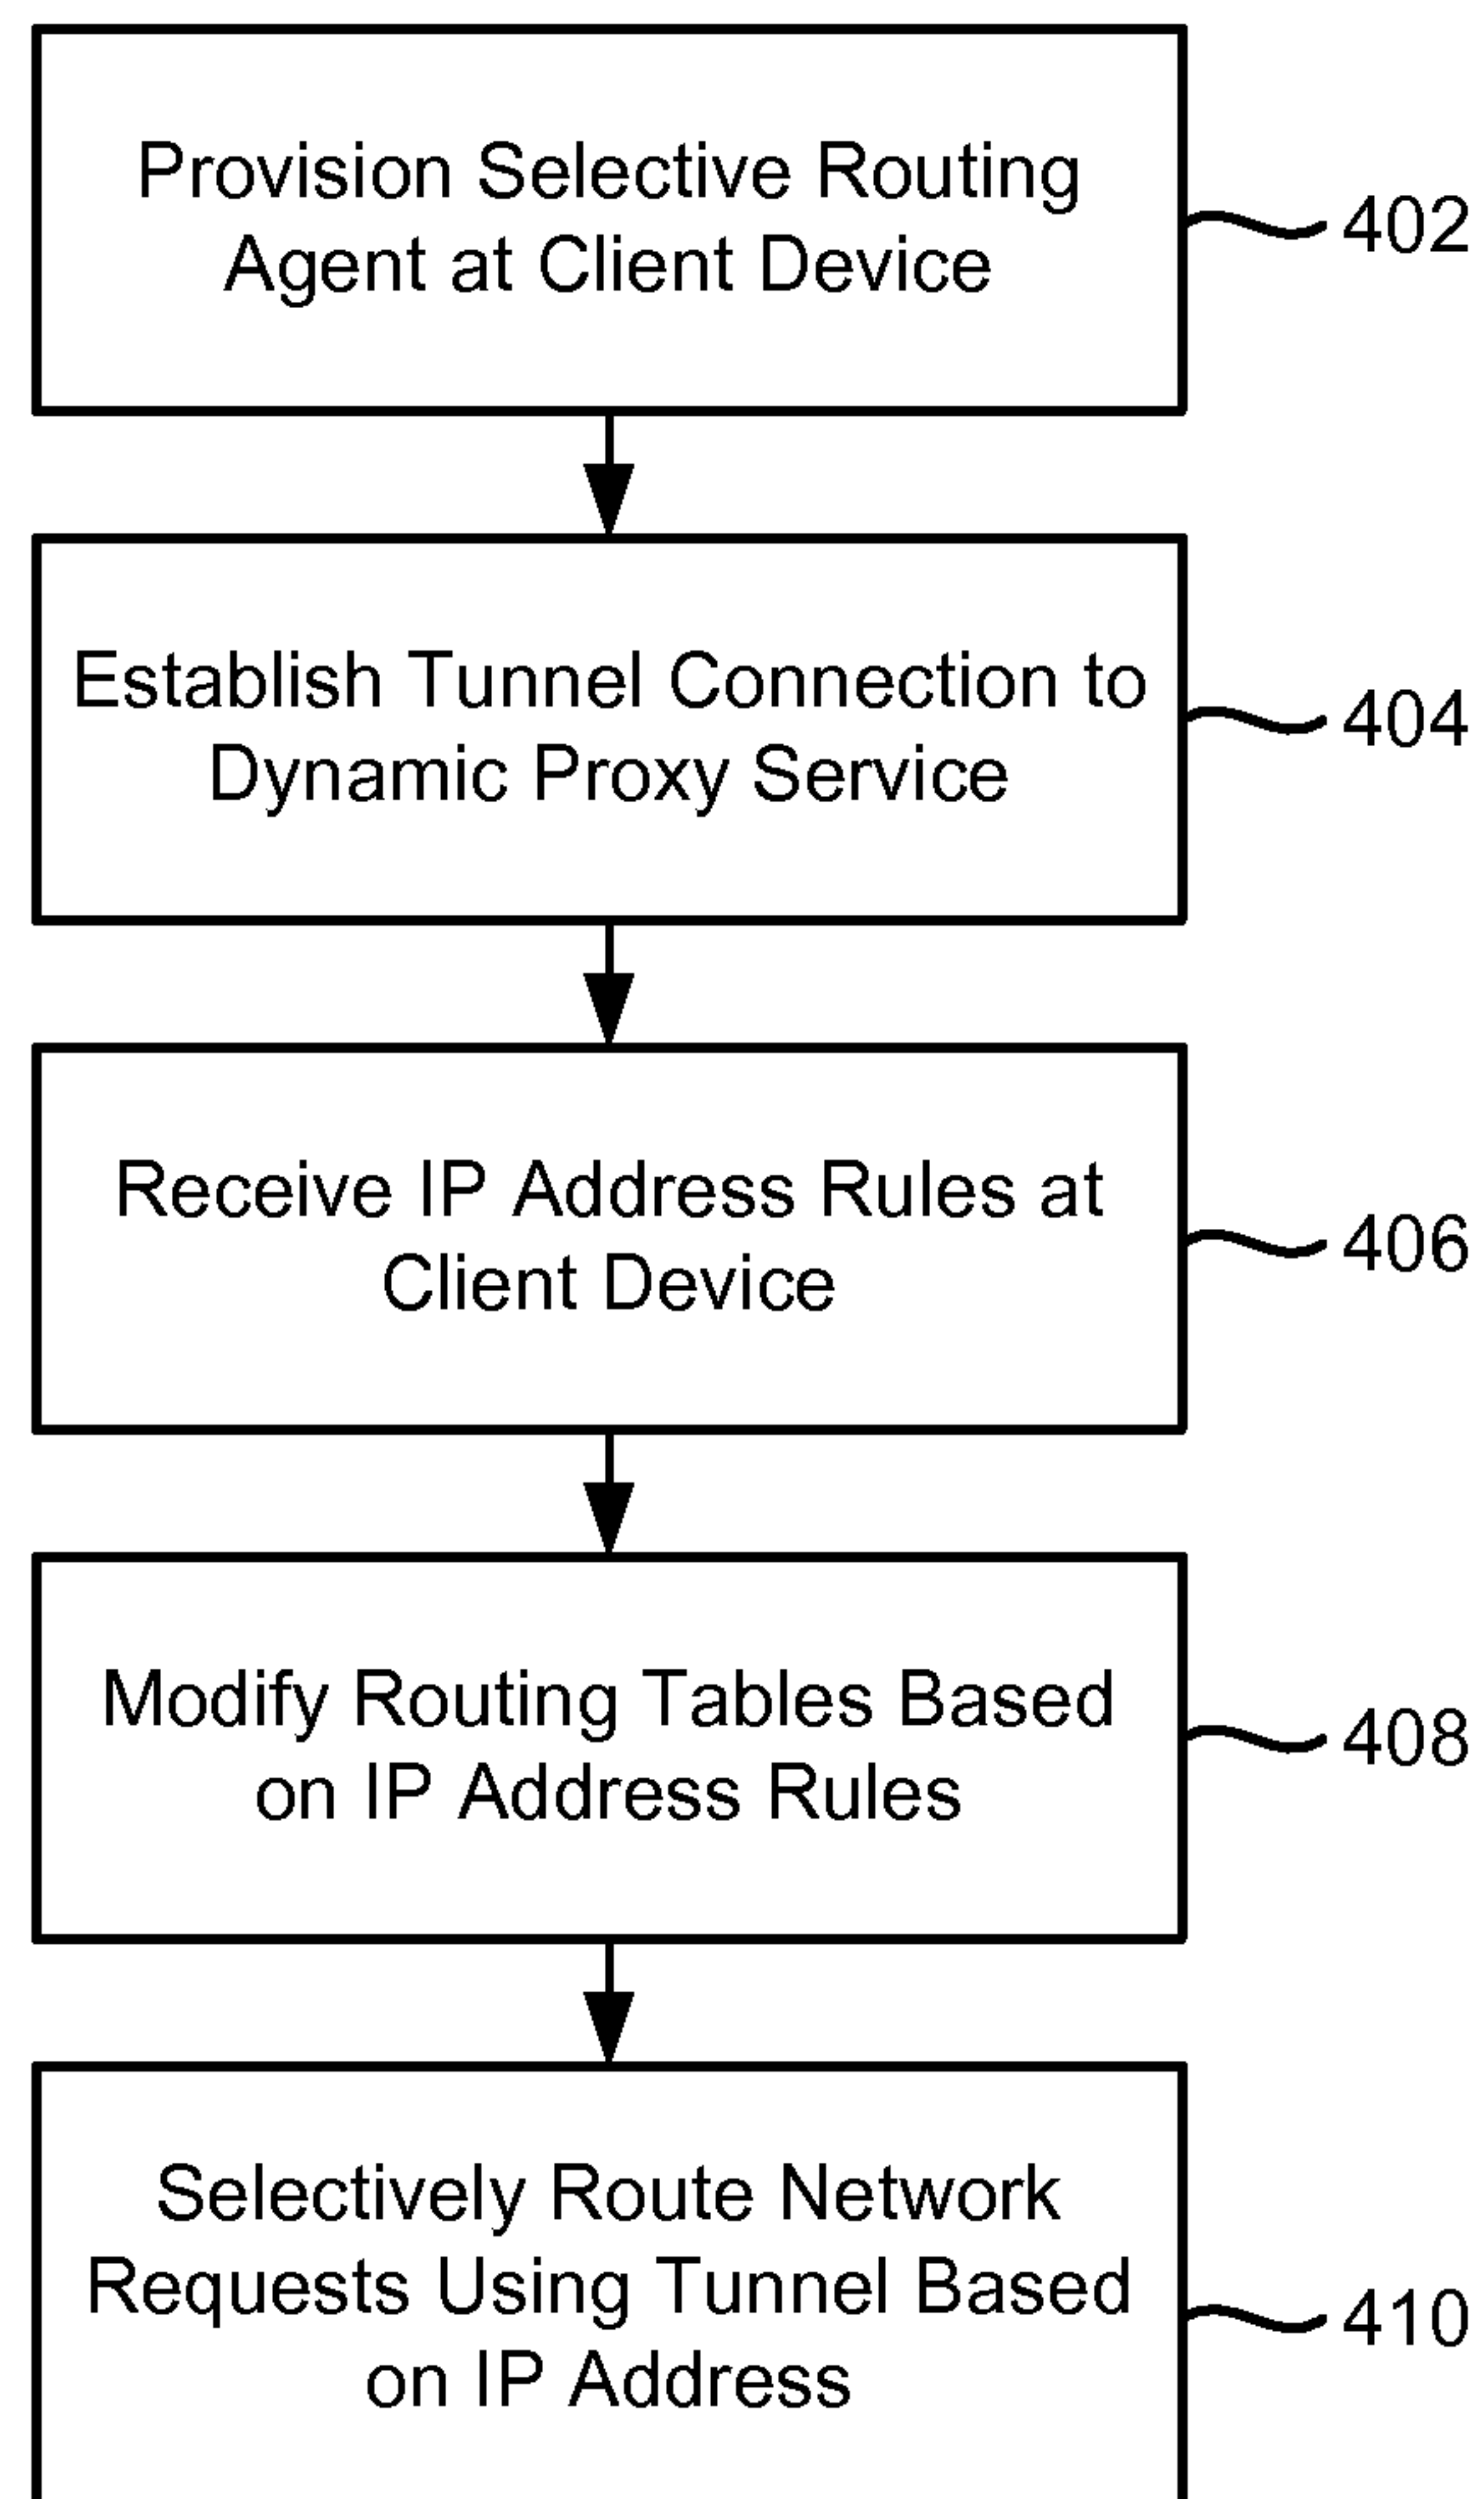 Provision Selective Routing
Agent at Client Device
402
Establish Tunnel Connection to
Dynamic Proxy Service
404
Receive IP Address Rules at
Client Device
406
Modify Routing Tables Based
on IP Address Rules
408
Selectively Route Network
Requests Using Tunnel Based
on IP Address
410